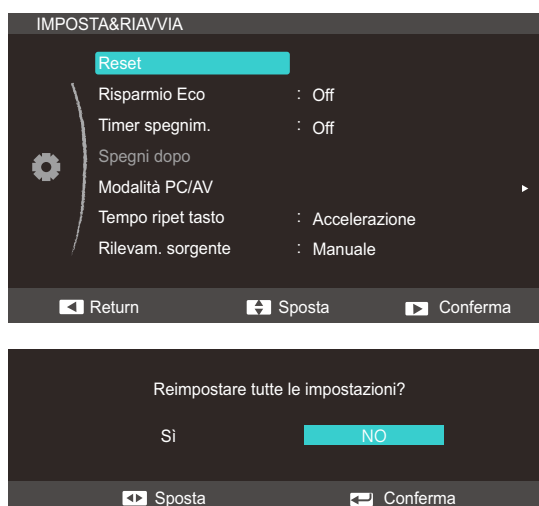 IMPOSTA&RIAVVIA
Reset
Risparmio Eco : Off
Timer spegnim. : Off
Spegni dopo
Modalità PC/AV
Tempo ripet tasto : Accelerazione
Rilevam. sorgente : Manuale
Return Sposta Conferma
Reimpostare tutte le impostazioni?
Sì NO
Sposta Conferma